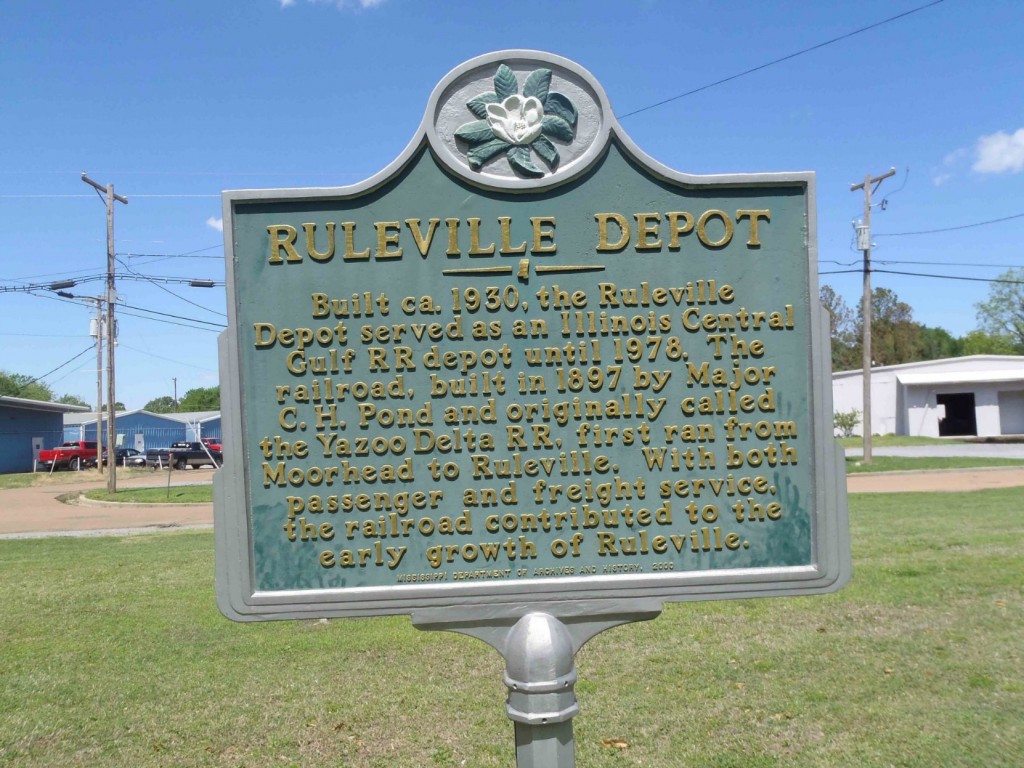 RULEVILLE DEPOT
Built ca. 1930, the Ruleville
Depot served as an Illinois Central
Gulf RR depot until 1978. The
railroad, built in 1897 by Major
C. H. Pond and originally called
the Yazoo Delta RR, first ran from
Moorhead to Ruleville. With both
passenger and freight service,
the railroad contributed to the
early growth of Ruleville.
MISSISSIPPI DEPARTMENT OF ARCHIVES AND HISTORY, 2000